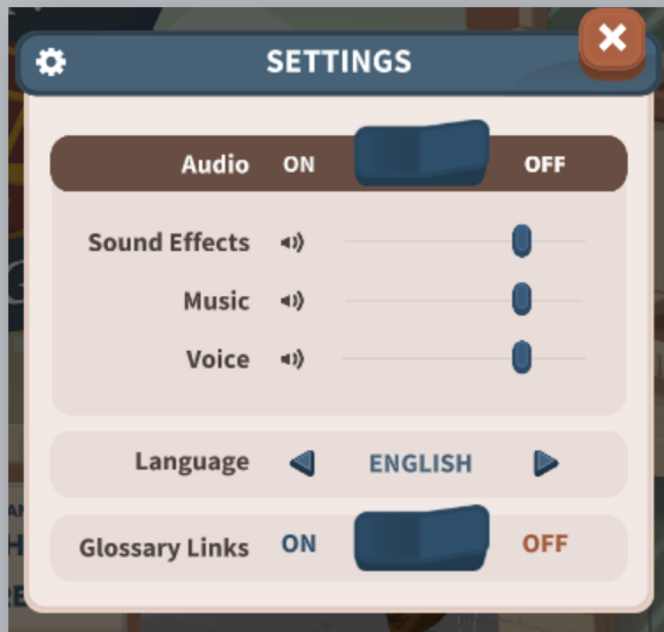 SETTINGS
Audio ON OFF
Sound Effects
Music
Voice
Language ENGLISH
Glossary Links ON OFF